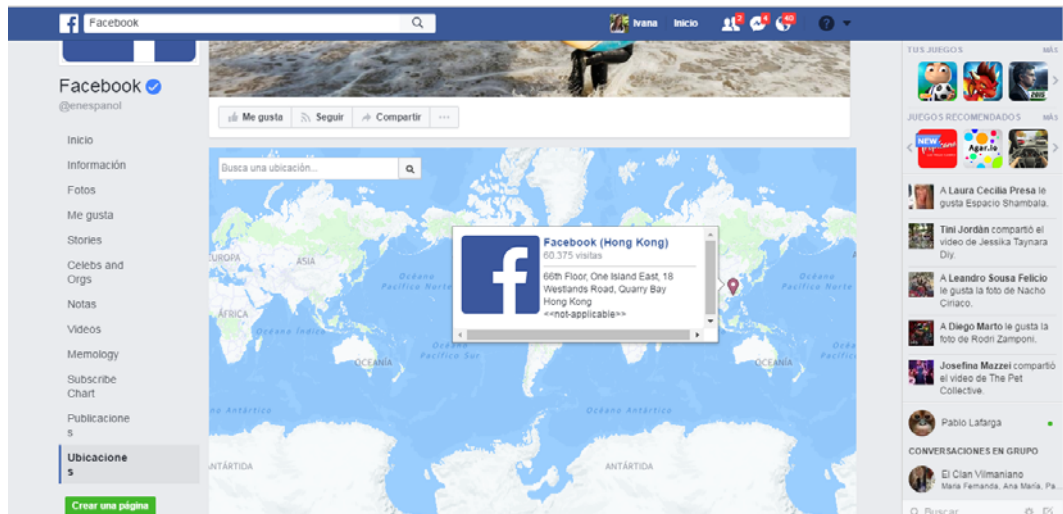 Facebook
Ivana Inicio 2 4 40
Facebook
@enespanol
Inicio
Información
Fotos
Me gusta
Stories
Celebs and
Orgs
Notas
Videos
Memology
Subscribe
Chart
Publicacione
s
Ubicacione
s
Crear una página
Me gusta Seguir Compartir ...
Busca una ubicación...
EUROPA
ASIA
ÁFRICA
Océano Índico
OCEANÍA
Océano
Pacífico Norte
Océano
Pacífico Sur
Océano Antártico
ANTÁRTIDA
Facebook (Hong Kong)
60.375 visitas
66th Floor, One Island East, 18
Westlands Road, Quarry Bay
Hong Kong
<<not-applicable>>
OCEANÍA
ANTÁRTIDA
TUS JUEGOS MÁS
2015
JUEGOS RECOMENDADOS MÁS
NEW
Agar.io
A Laura Cecilia Presa le
gusta Espacio Shambala.
Tini Jordán compartió el
video de Jessika Taynara
Diy.
A Leandro Sousa Felicio
le gusta la foto de Nacho
Ciriaco.
A Diego Marto le gusta la
foto de Rodri Zamponi.
Josefina Mazzei compartió
el video de The Pet
Collective.
Pablo Lafarga
CONVERSACIONES EN GRUPO
El Clan Vilmaniano
Maria Fernanda, Ana María, Pa...
Buscar